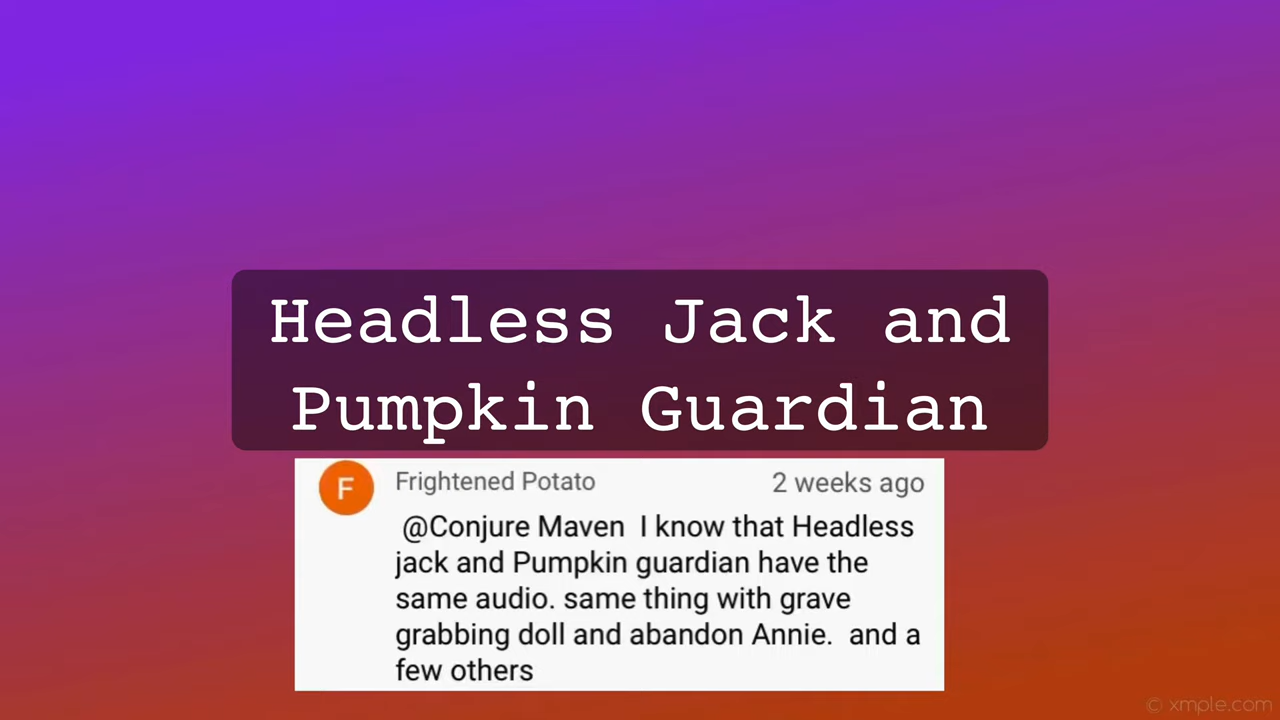 Headless Jack and
Pumpkin Guardian
F
Frightened Potato
2 weeks ago
@Conjure Maven  I know that Headless
jack and Pumpkin guardian have the
same audio. same thing with grave
grabbing doll and abandon Annie.  and a
few others
© xmple.com